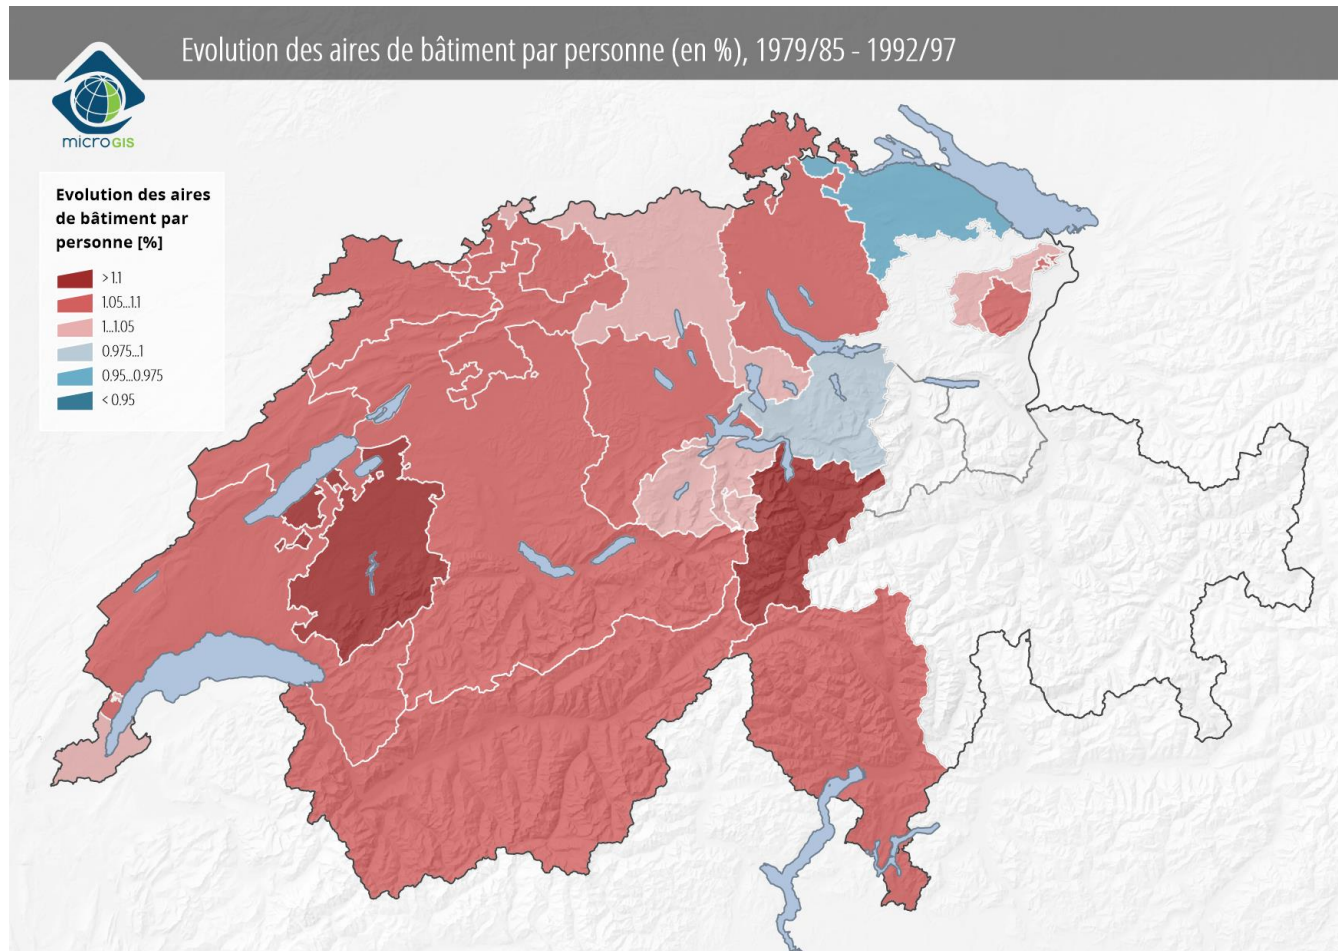 Evolution des aires de bâtiment par personne (en %), 1979/85 - 1992/97
microGIS
Evolution des aires
de bâtiment par
personne [%]
> 1.1
1.05...1.1
1...1.05
0.975...1
0.95...0.975
< 0.95